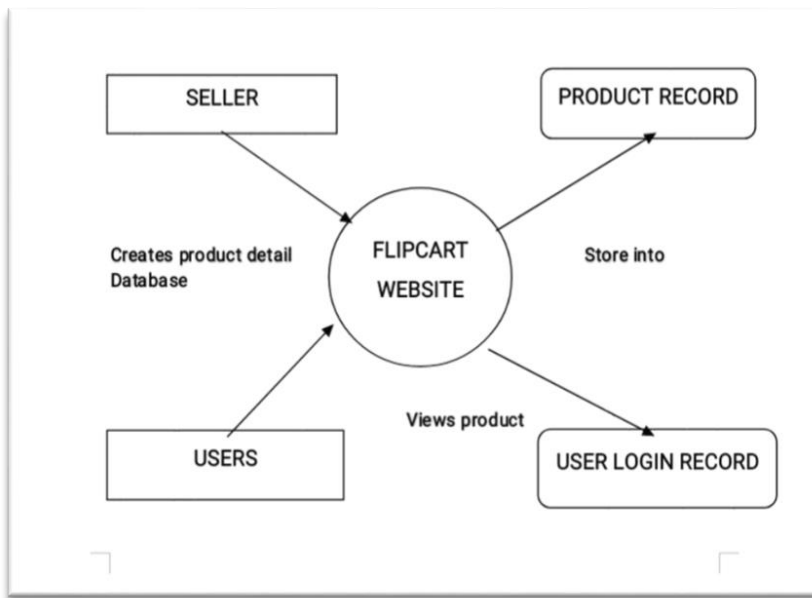 SELLER
PRODUCT RECORD
FLIPCART
WEBSITE
Creates product detail
Database
Store into
Views product
USERS
USER LOGIN RECORD